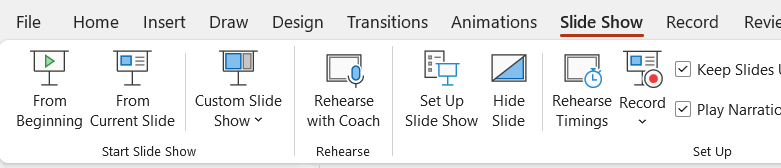 File Home Insert Draw Design Transitions Animations Slide Show Record
From Beginning
From Current Slide
Custom Slide Show
Rehearse with Coach
Set Up Slide Show
Hide Slide
Rehearse Timings
Record
Keep Slides
Play
Start Slide Show Rehearse Set Up